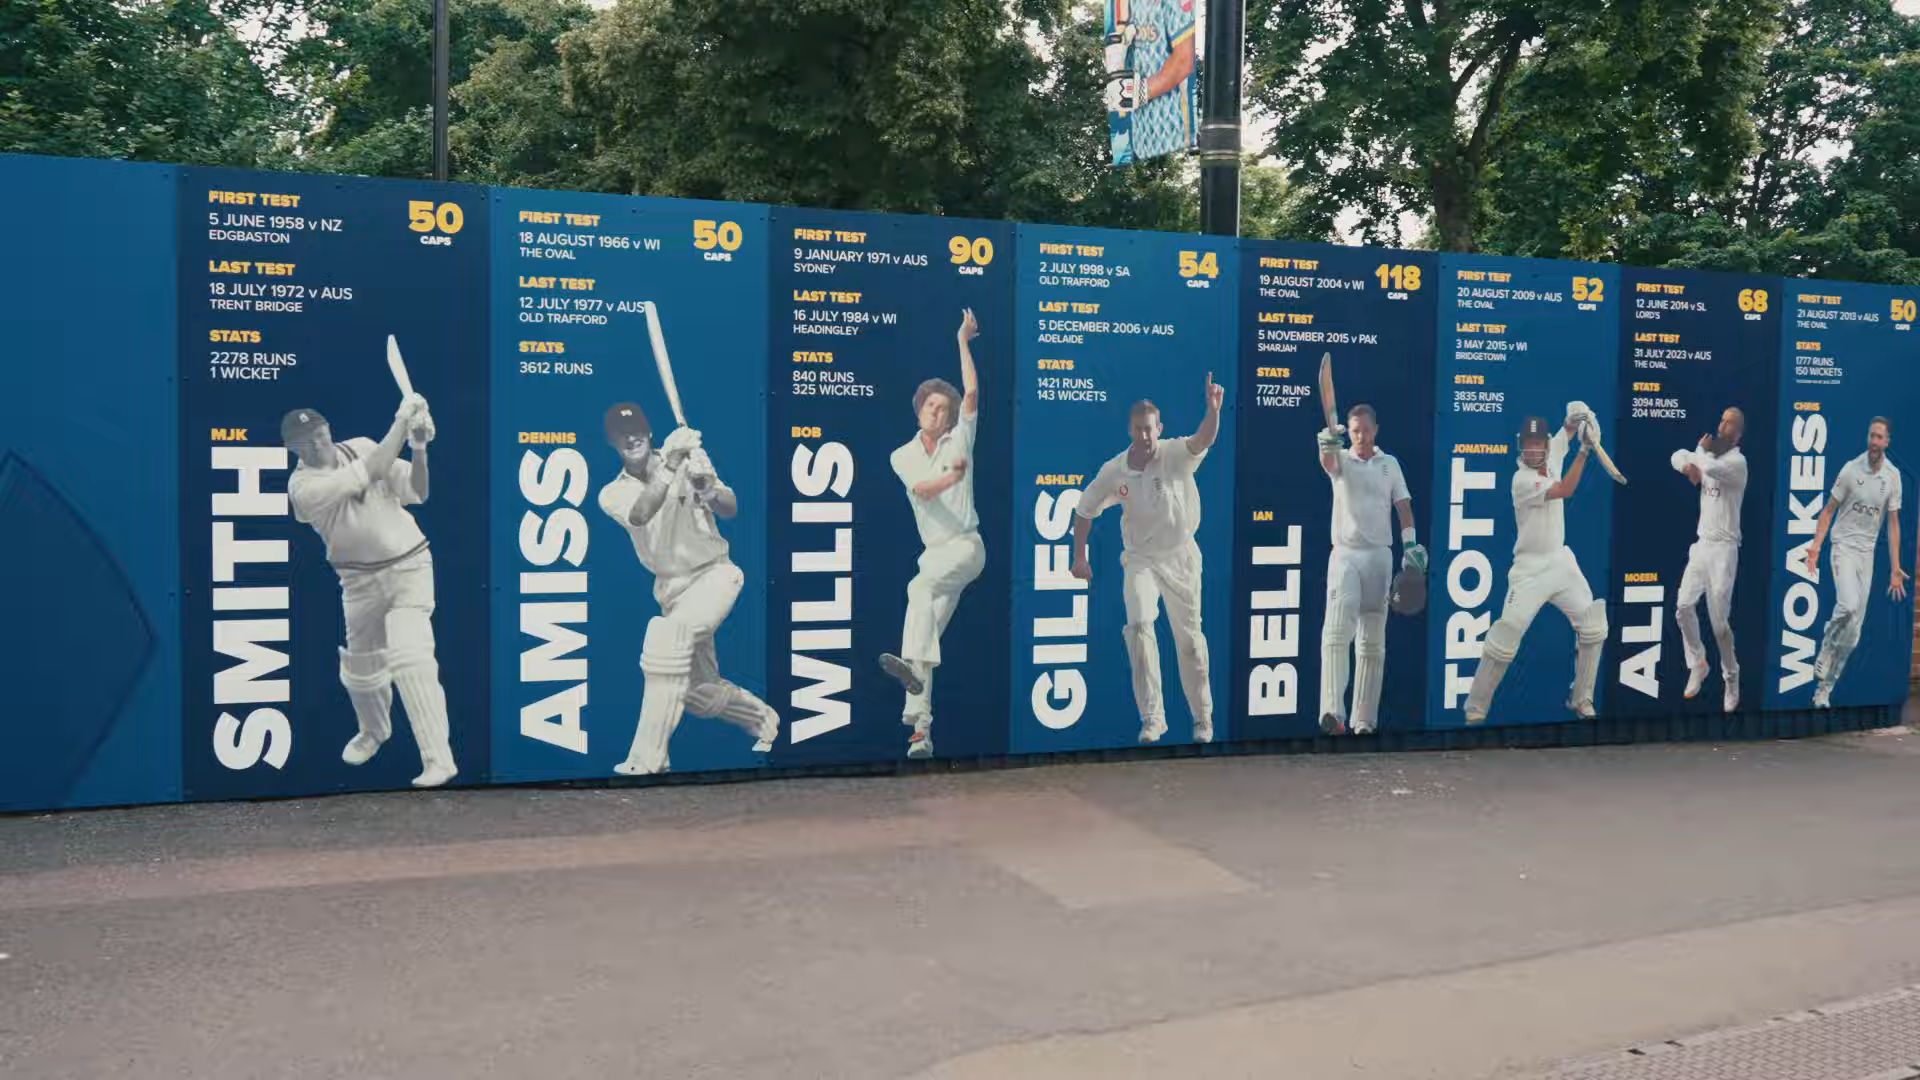 FIRST TEST
5 JUNE 1958 v NZ
EDGBASTON
50
CAPS
LAST TEST
18 JULY 1972 v AUS
TRENT BRIDGE
STATS
2278 RUNS
1 WICKET
MJK
SMITH
FIRST TEST
18 AUGUST 1966 v WI
THE OVAL
50
CAPS
LAST TEST
12 JULY 1977 v AUS
OLD TRAFFORD
STATS
3612 RUNS
DENNIS
AMISS
FIRST TEST
9 JANUARY 1971 v AUS
SYDNEY
90
CAPS
LAST TEST
16 JULY 1984 v WI
HEADINGLEY
STATS
840 RUNS
325 WICKETS
BOB
WILLIS
FIRST TEST
2 JULY 1998 v SA
OLD TRAFFORD
54
CAPS
LAST TEST
5 DECEMBER 2006 v AUS
ADELAIDE
STATS
1421 RUNS
143 WICKETS
ASHLEY
GILES
FIRST TEST
19 AUGUST 2004 v WI
THE OVAL
118
CAPS
LAST TEST
5 NOVEMBER 2015 v PAK
SHARJAH
STATS
7727 RUNS
1 WICKET
IAN
BELL
FIRST TEST
20 AUGUST 2009 v AUS
THE OVAL
52
CAPS
LAST TEST
3 MAY 2015 v WI
BRIDGETOWN
STATS
3835 RUNS
5 WICKETS
JONATHAN
TROTT
FIRST TEST
12 JUNE 2014 v SL
LORD'S
68
CAPS
LAST TEST
31 JULY 2023 v AUS
THE OVAL
STATS
3094 RUNS
204 WICKETS
MOEEN
ALI
FIRST TEST
21 AUGUST 2013 v AUS
THE OVAL
50
CAPS
STATS
1777 RUNS
150 WICKETS
CHRIS
WOAKES
cinch